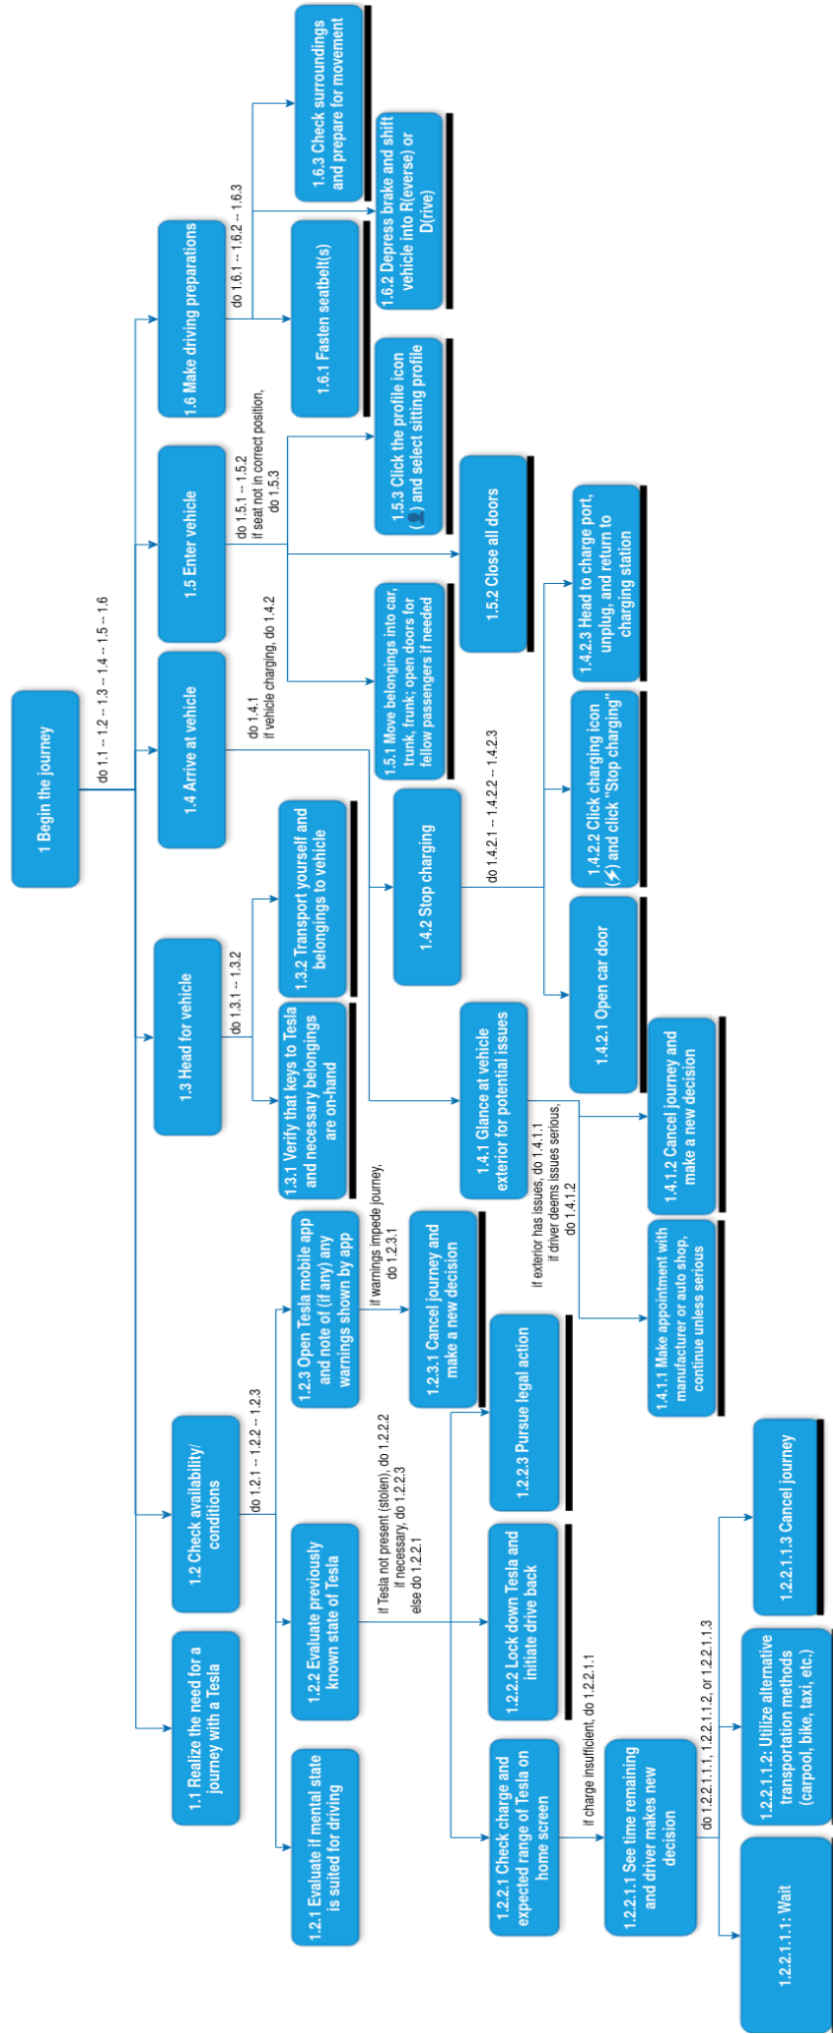 1 Begin the journey
do 1.1 -- 1.2 -- 1.3 -- 1.4 -- 1.5 -- 1.6
1.1 Realize the need for a
journey with a Tesla
1.2 Check availability/
conditions
do 1.2.1 -- 1.2.2 -- 1.2.3
1.2.1 Evaluate if mental state
is suited for driving
1.2.2 Evaluate previously
known state of Tesla
if Tesla not present (stolen), do 1.2.2.2
if necessary, do 1.2.2.3
else do 1.2.2.1
1.2.2.1 Check charge and
expected range of Tesla on
home screen
if charge insufficient, do 1.2.2.1.1
1.2.2.1.1 See time remaining
and driver makes new
decision
do 1.2.2.1.1.1, 1.2.2.1.1.2, or 1.2.2.1.1.3
1.2.2.1.1.1: Wait
1.2.2.1.1.2: Utilize alternative
transportation methods
(carpool, bike, taxi, etc.)
1.2.2.1.1.3 Cancel journey
1.2.2.2 Lock down Tesla and
initiate drive back
1.2.2.3 Pursue legal action
1.2.3 Open Tesla mobile app
and note of (if any) any
warnings shown by app
if warnings impede journey,
do 1.2.3.1
1.2.3.1 Cancel journey and
make a new decision
1.3 Head for vehicle
do 1.3.1 -- 1.3.2
1.3.1 Verify that keys to Tesla
and necessary belongings
are on-hand
1.3.2 Transport yourself and
belongings to vehicle
1.4 Arrive at vehicle
do 1.4.1
if vehicle charging, do 1.4.2
1.4.1 Glance at vehicle
exterior for potential issues
if exterior has issues, do 1.4.1.1
if driver deems issues serious,
do 1.4.1.2
1.4.1.1 Make appointment with
manufacturer or auto shop,
continue unless serious
1.4.1.2 Cancel journey and
make a new decision
1.4.2 Stop charging
do 1.4.2.1 -- 1.4.2.2 -- 1.4.2.3
1.4.2.1 Open car door
1.4.2.2 Click charging icon
(⚡) and click "Stop charging"
1.4.2.3 Head to charge port,
unplug, and return to
charging station
1.5 Enter vehicle
do 1.5.1 -- 1.5.2
if seat not in correct position,
do 1.5.3
1.5.1 Move belongings into car,
trunk, frunk; open doors for
fellow passengers if needed
1.5.2 Close all doors
1.5.3 Click the profile icon
(👤) and select sitting profile
1.6 Make driving preparations
do 1.6.1 -- 1.6.2 -- 1.6.3
1.6.1 Fasten seatbelt(s)
1.6.2 Depress brake and shift
vehicle into R(everse) or
D(rive)
1.6.3 Check surroundings
and prepare for movement